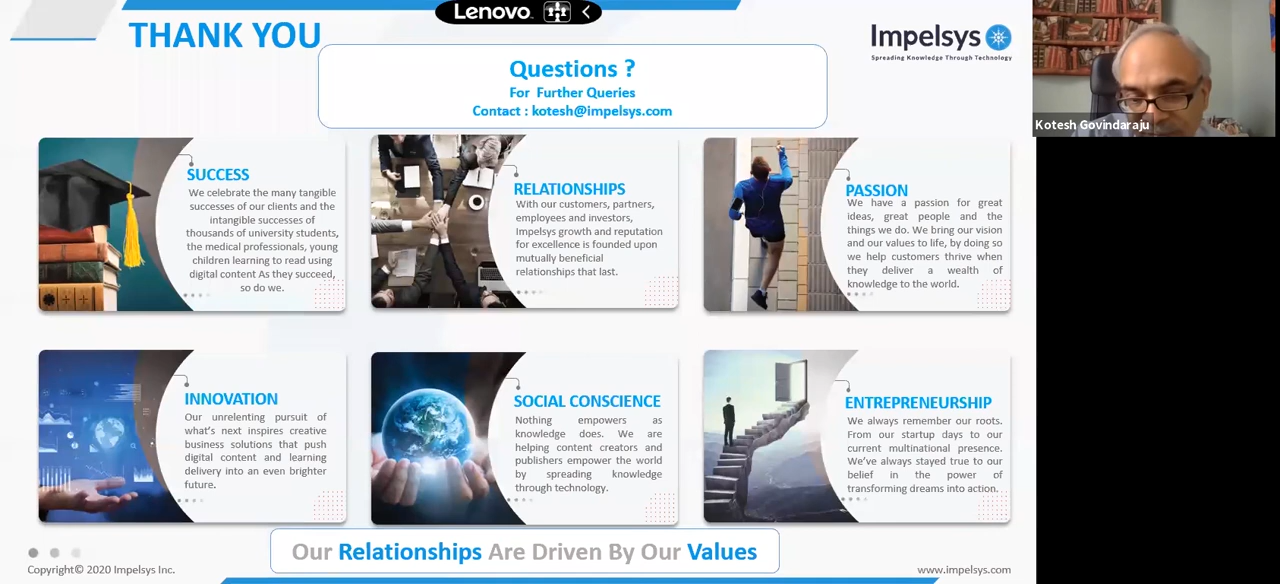 Lenovo
THANK YOU
Impelsys
Spreading Knowledge Through Technology
Questions ?
For Further Queries
Contact : kotesh@impelsys.com
Kotesh Govindaraju
SUCCESS
We celebrate the many tangible
successes of our clients and the
intangible successes of
thousands of university students,
the medical professionals, young
children learning to read using
digital content As they succeed,
so do we.
RELATIONSHIPS
With our customers, partners,
employees and investors,
Impelsys growth and reputation
for excellence is founded upon
mutually beneficial
relationships that last.
PASSION
We have a passion for great
ideas, great people and the
things we do. We bring our vision
and our values to life, by doing so
we help customers thrive when
they deliver a wealth of
knowledge to the world.
INNOVATION
Our unrelenting pursuit of
what's next inspires creative
business solutions that push
digital content and learning
delivery into an even brighter
future.
SOCIAL CONSCIENCE
Nothing empowers as
knowledge does. We are
helping content creators and
publishers empower the world
by spreading knowledge
through technology.
ENTREPRENEURSHIP
We always remember our roots.
From our startup days to our
current multinational presence.
We've always stayed true to our
belief in the power of
transforming dreams into action.
Our Relationships Are Driven By Our Values
Copyright© 2020 Impelsys Inc.
www.impelsys.com